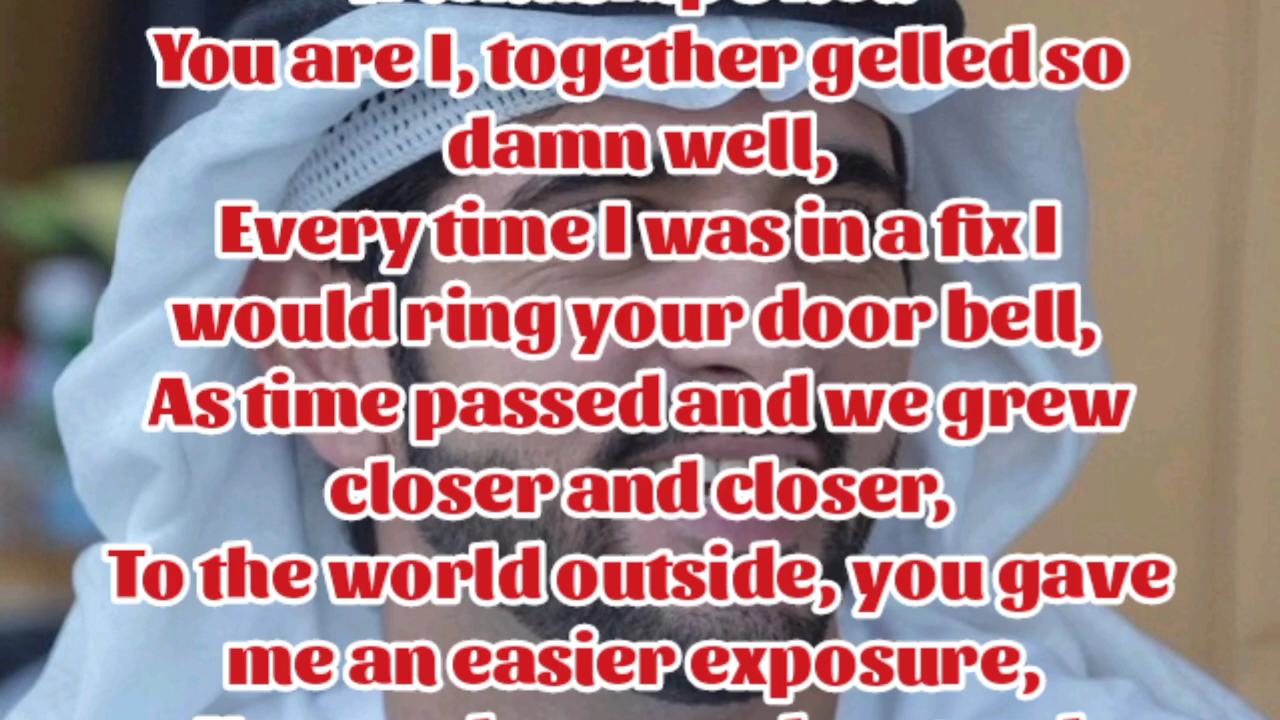 You are I, together gelled so
damn well,
Every time I was in a fix I
would ring your door bell,
As time passed and we grew
closer and closer,
To the world outside, you gave
me an easier exposure,